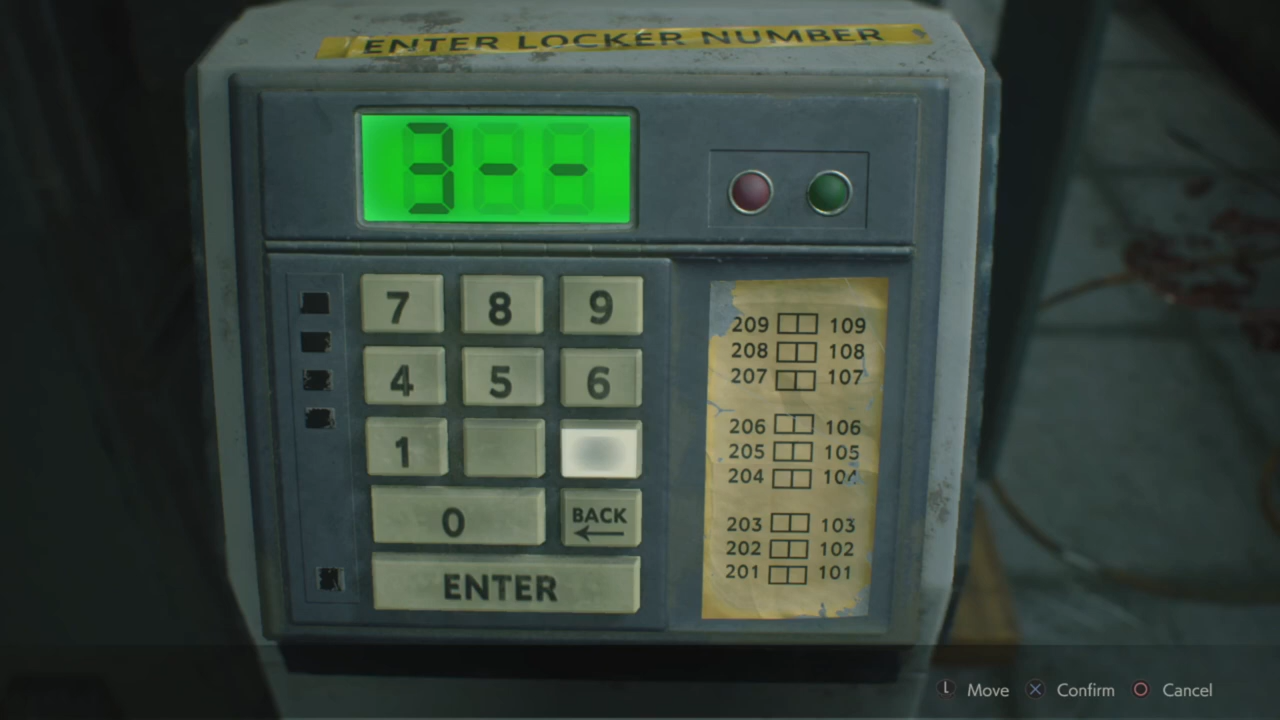 ENTER LOCKER NUMBER
3--
7 8 9
4 5 6
1
0 BACK
ENTER
209 109
208 108
207 107
206 106
205 105
204 104
203 103
202 102
201 101
L Move Confirm Cancel